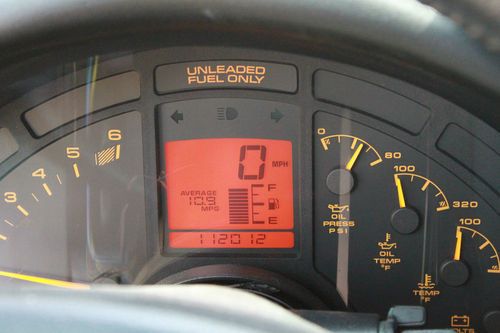 UNLEADED
FUEL ONLY
6
5
4
3
0 MPH
AVERAGE
10.9
MPG
F
E
112012
0
80
OIL
PRESS
PSI
100
320
OIL
TEMP
°F
100
TEMP
°F
VOLTS